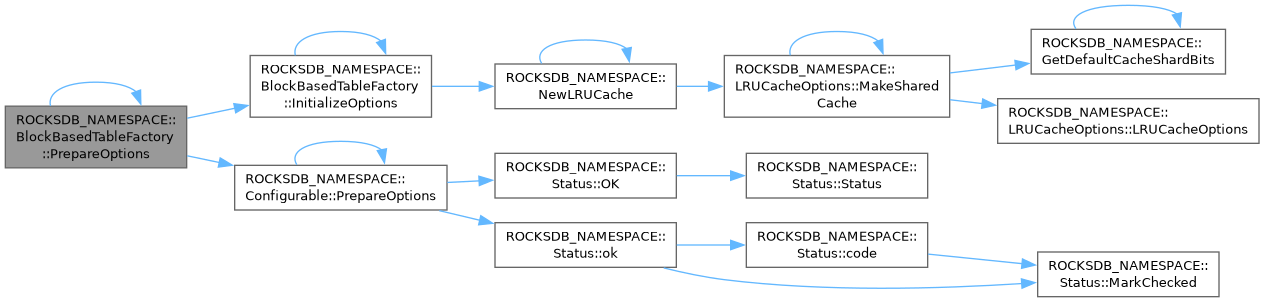 ROCKSDB_NAMESPACE::
BlockBasedTableFactory
::PrepareOptions
ROCKSDB_NAMESPACE::
BlockBasedTableFactory
::InitializeOptions
ROCKSDB_NAMESPACE::
NewLRUCache
ROCKSDB_NAMESPACE::
LRUCacheOptions::MakeShared
Cache
ROCKSDB_NAMESPACE::
GetDefaultCacheShardBits
ROCKSDB_NAMESPACE::
LRUCacheOptions::LRUCacheOptions
ROCKSDB_NAMESPACE::
Configurable::PrepareOptions
ROCKSDB_NAMESPACE::
Status::OK
ROCKSDB_NAMESPACE::
Status::Status
ROCKSDB_NAMESPACE::
Status::ok
ROCKSDB_NAMESPACE::
Status::code
ROCKSDB_NAMESPACE::
Status::MarkChecked